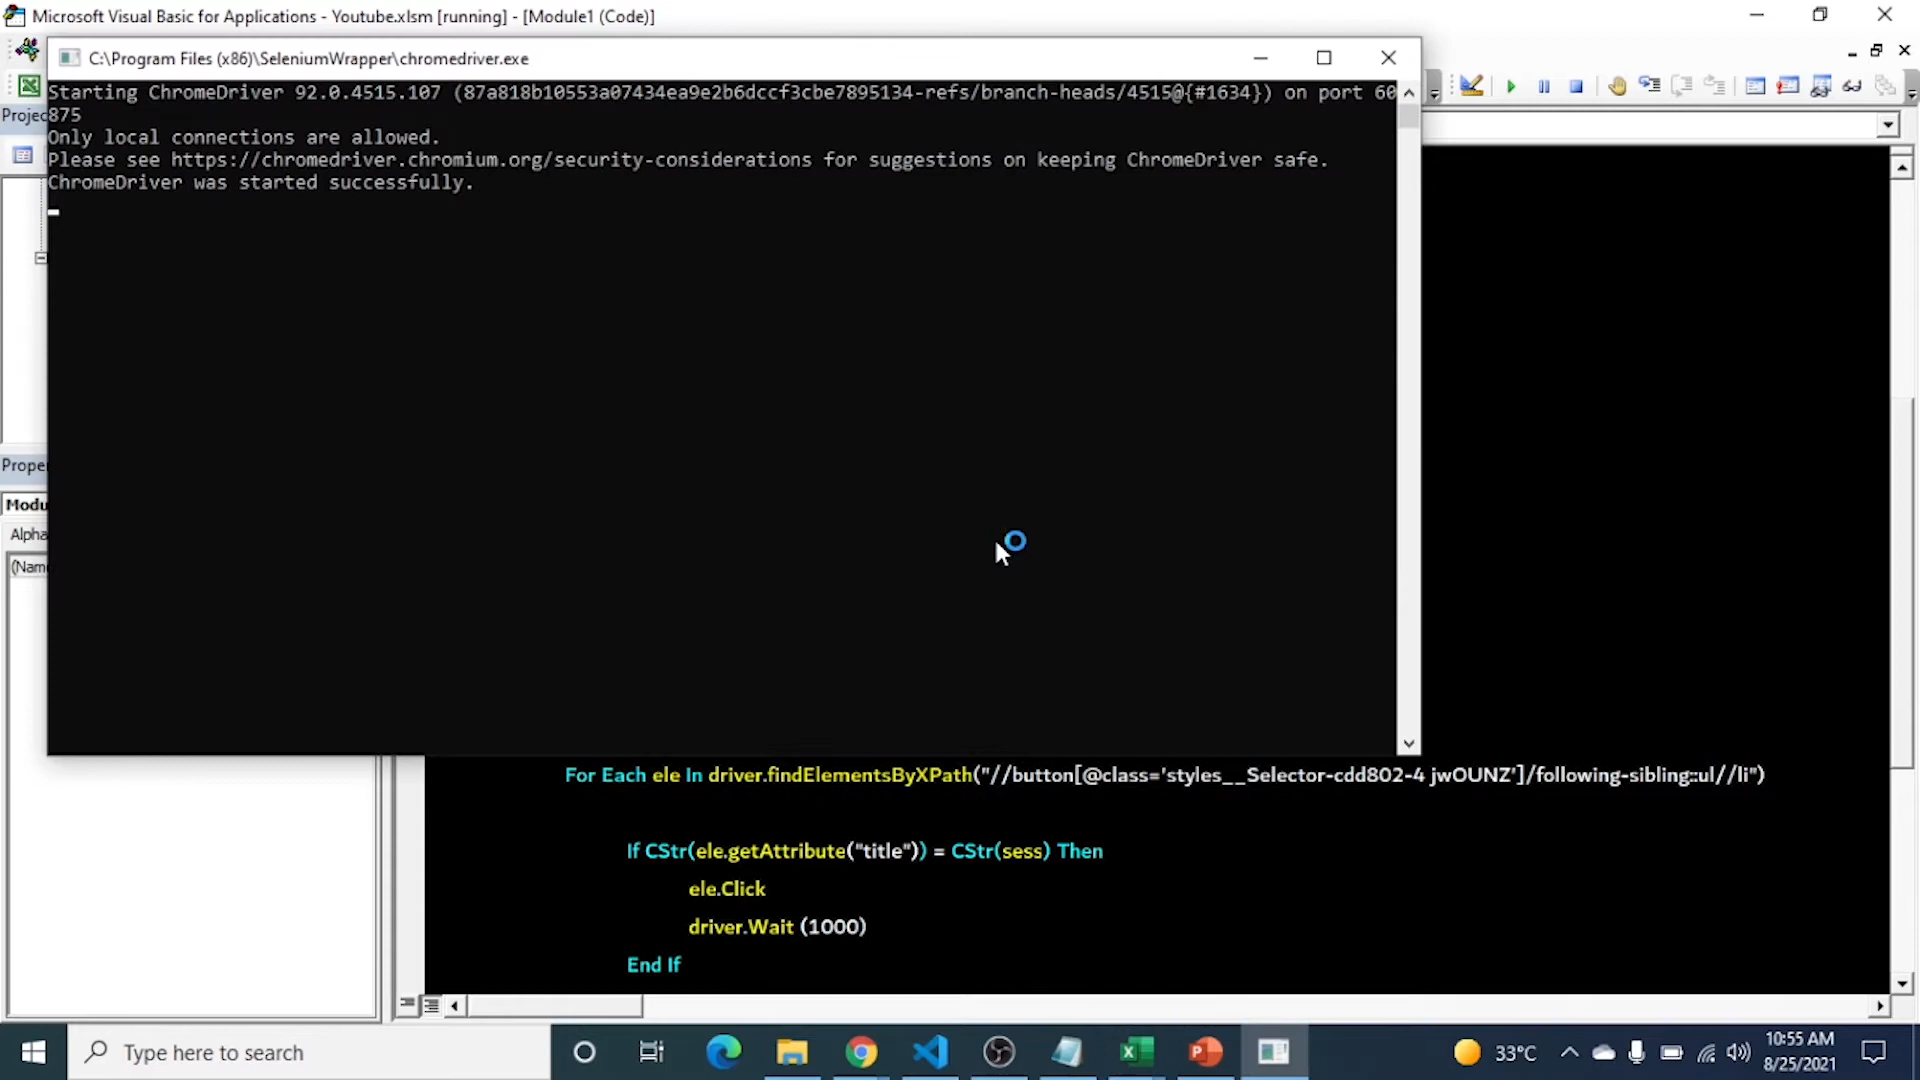 Microsoft Visual Basic for Applications - Youtube.xlsm [running] - [Module1 (Code)]
C:\Program Files (x86)\SeleniumWrapper\chromedriver.exe
Starting ChromeDriver 92.0.4515.107 (87a818b10553a07434ea9e2b6dccf3cbe7895134-refs/branch-heads/4515@{#1634}) on port 60
875
Only local connections are allowed.
Please see https://chromedriver.chromium.org/security-considerations for suggestions on keeping ChromeDriver safe.
ChromeDriver was started successfully.
Projec
Proper
Modu
Alpha
(Nam
For Each ele In driver.findElementsByXPath("//button[@class='styles__Selector-cdd802-4 jwOUNZ']/following-sibling::ul//li")
If CStr(ele.getAttribute("title")) = CStr(sess) Then
ele.Click
driver.Wait (1000)
End If
Type here to search
33°C
10:55 AM
8/25/2021